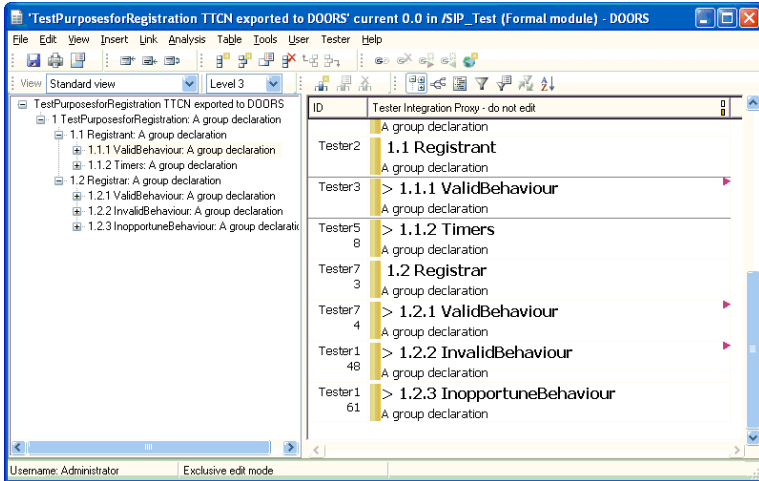 'TestPurposesforRegistration TTCN exported to DOORS' current 0.0 in /SIP_Test (Formal module) - DOORS
File Edit View Insert Link Analysis Table Tools User Tester Help
View Standard view Level 3
TestPurposesforRegistration TTCN exported to DOORS
1 TestPurposesforRegistration: A group declaration
1.1 Registrant: A group declaration
1.1.1 ValidBehaviour: A group declaration
1.1.2 Timers: A group declaration
1.2 Registrar: A group declaration
1.2.1 ValidBehaviour: A group declaration
1.2.2 InvalidBehaviour: A group declaration
1.2.3 InopportuneBehaviour: A group declaratic
ID Tester Integration Proxy - do not edit
A group declaration
Tester2 1.1 Registrant
A group declaration
Tester3 > 1.1.1 ValidBehaviour
A group declaration
Tester5 > 1.1.2 Timers
8 A group declaration
Tester7 1.2 Registrar
3 A group declaration
Tester7 > 1.2.1 ValidBehaviour
4 A group declaration
Tester1 > 1.2.2 InvalidBehaviour
48 A group declaration
Tester1 > 1.2.3 InopportuneBehaviour
61 A group declaration
Username: Administrator Exclusive edit mode